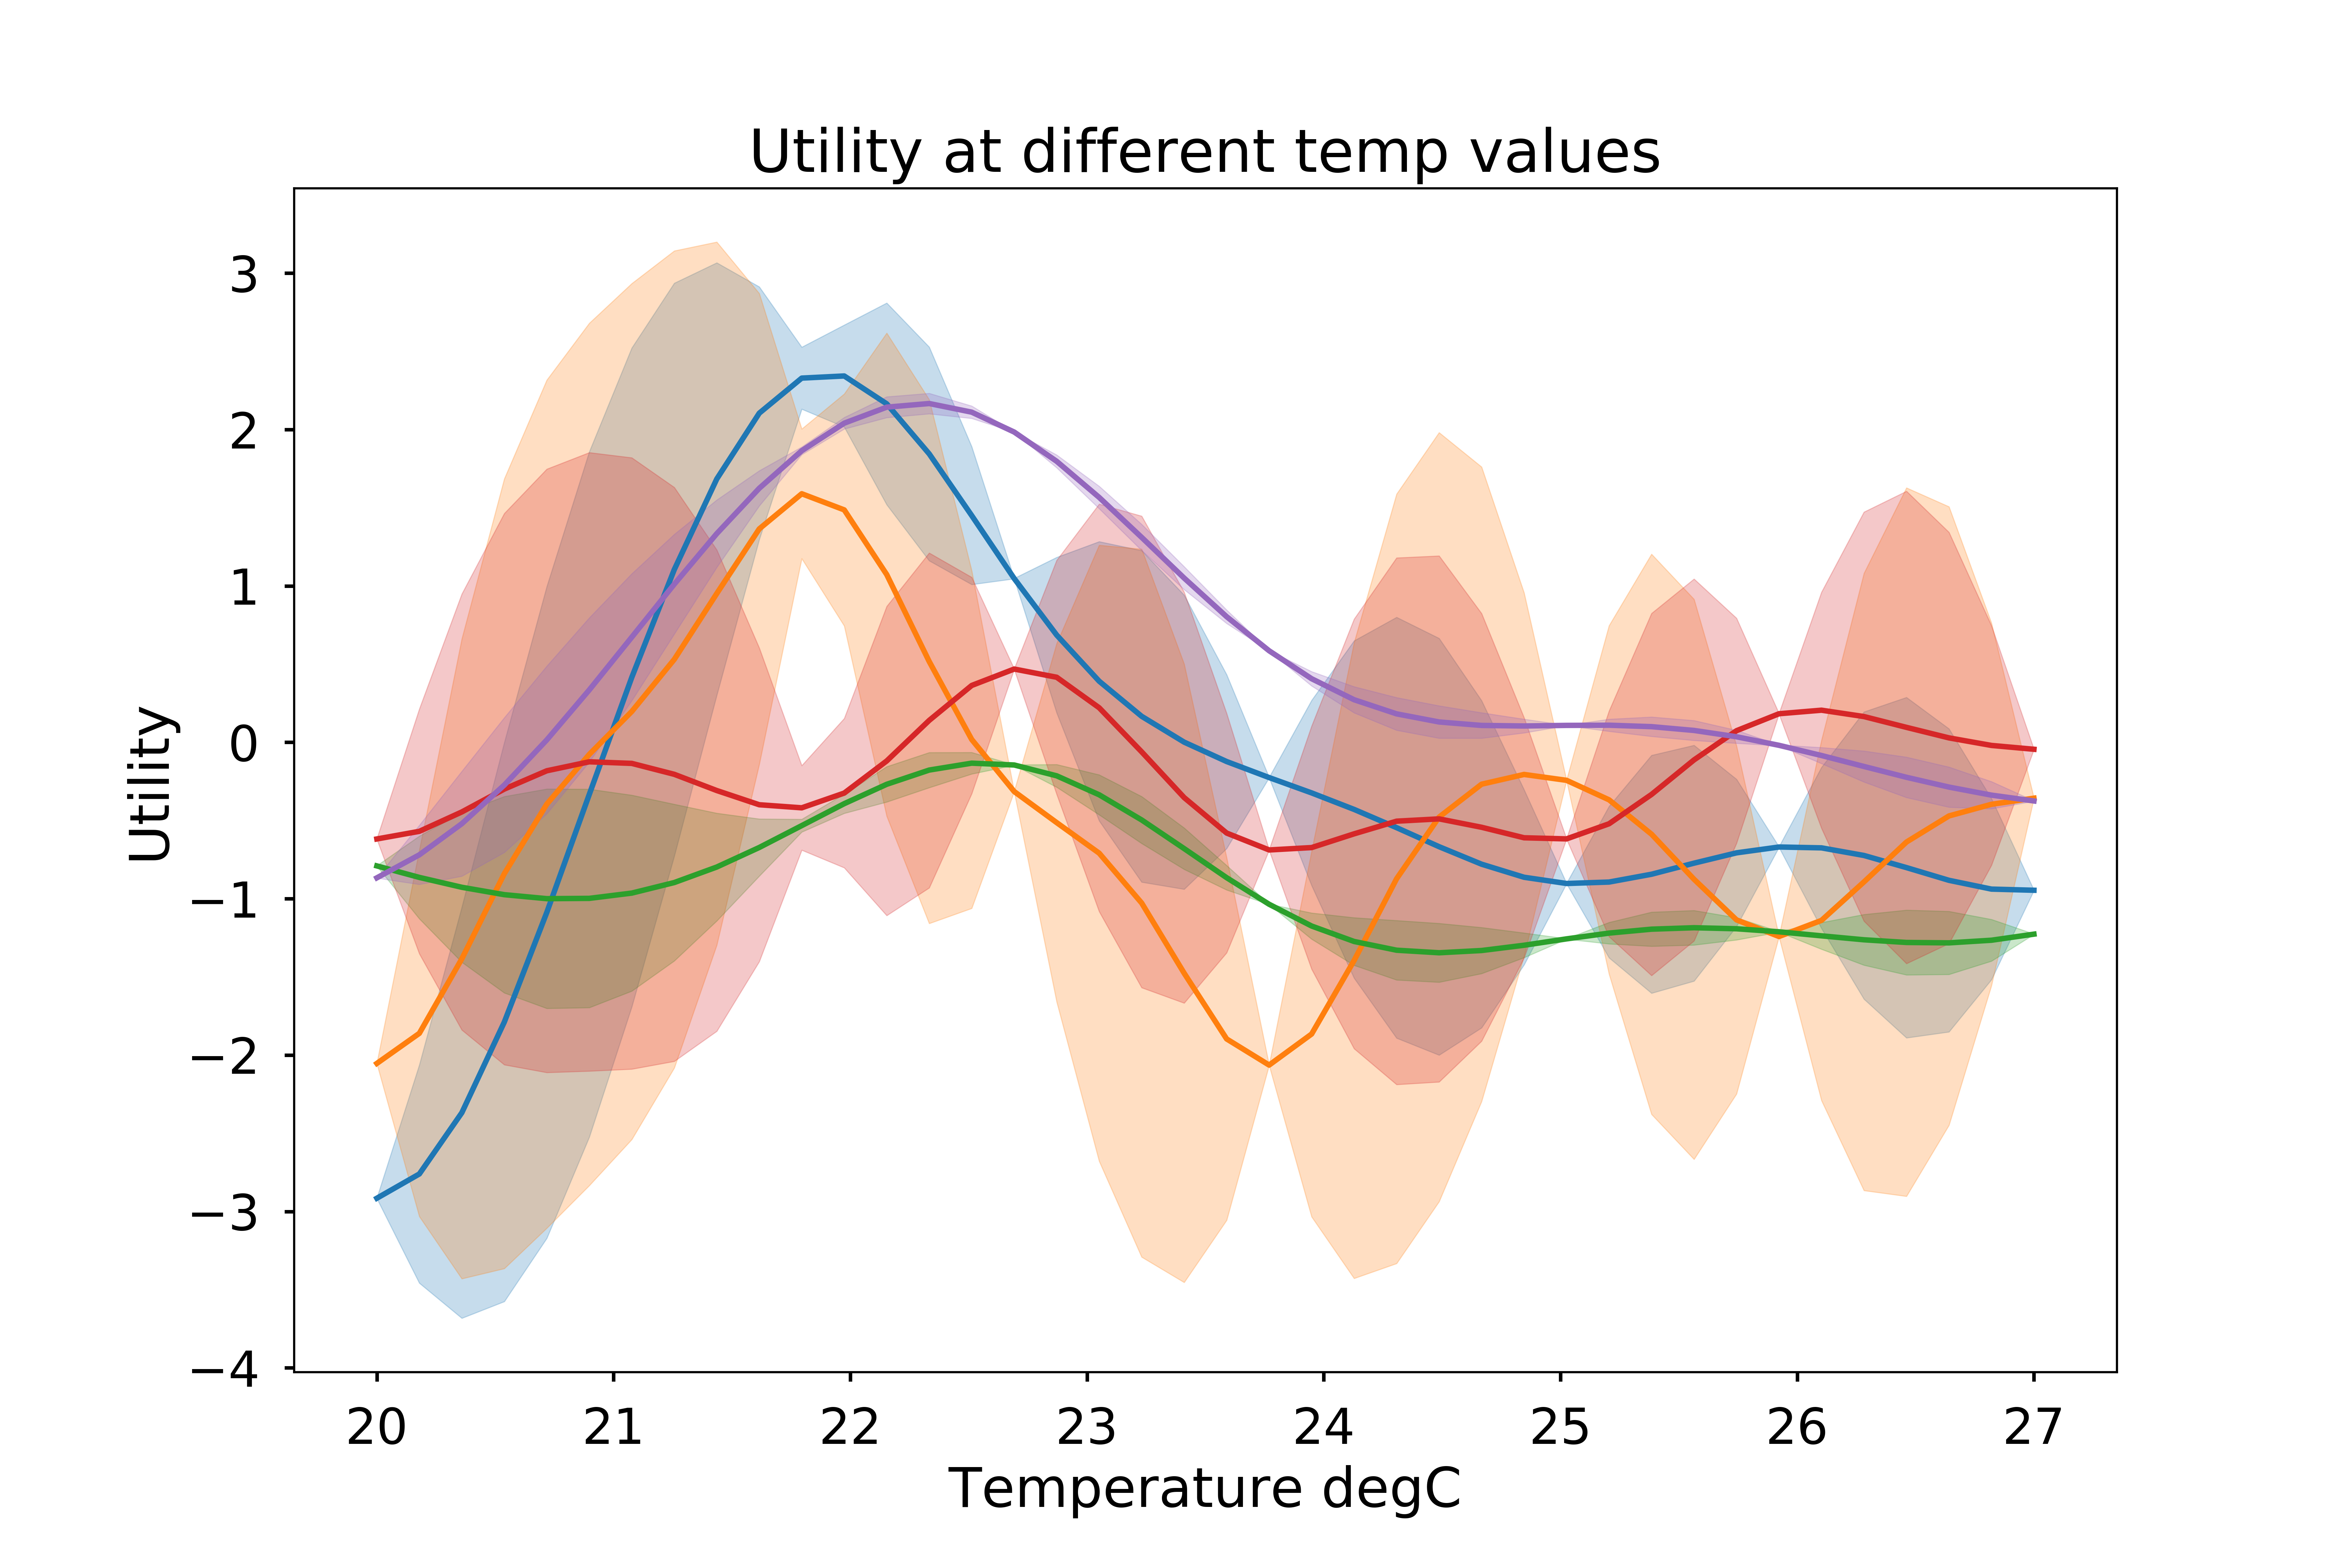 Utility at different temp values
Utility
3
2
1
0
−1
−2
−3
−4
20 21 22 23 24 25 26 27
Temperature degC